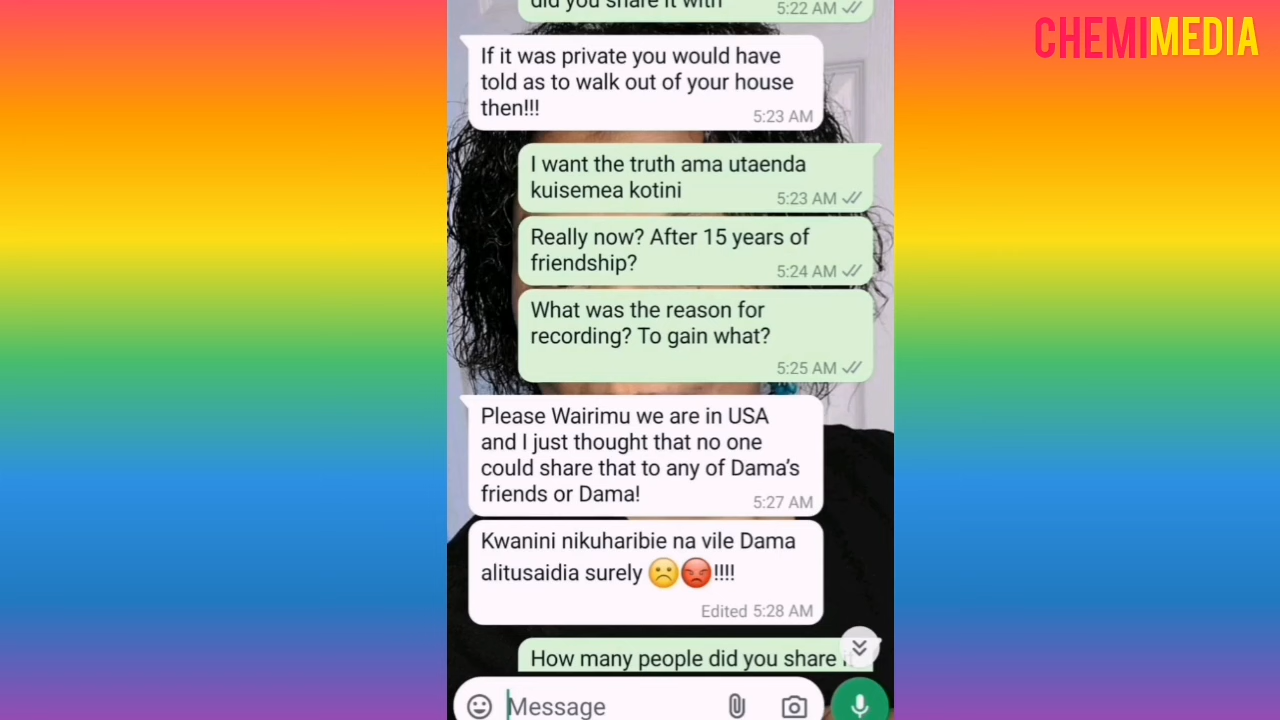 did you share it with
5:22 AM
CHEMIMEDIA
If it was private you would have
told as to walk out of your house
then!!!
5:23 AM
I want the truth ama utaenda
kuisemea kotini
5:23 AM
Really now? After 15 years of
friendship?
5:24 AM
What was the reason for
recording? To gain what?
5:25 AM
Please Wairimu we are in USA
and I just thought that no one
could share that to any of Dama's
friends or Dama!
5:27 AM
Kwanini nikuharibie na vile Dama
alitusaidia surely ☹️😡!!!!
Edited 5:28 AM
How many people did you share
Message